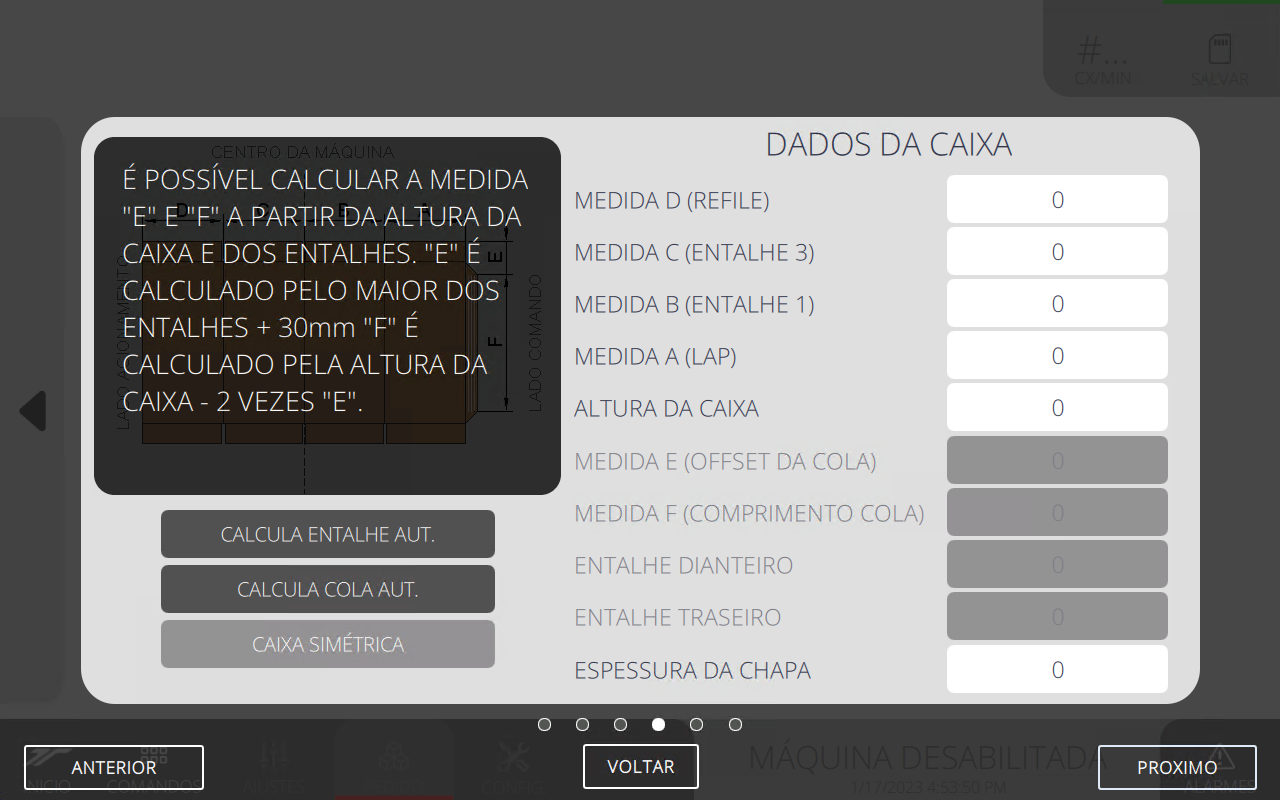 #...
CX/MIN
SALVAR
CENTRO DA MÁQUINA
DADOS DA CAIXA
É POSSÍVEL CALCULAR A MEDIDA
"E" E "F" A PARTIR DA ALTURA DA
CAIXA E DOS ENTALHES. "E" É
CALCULADO PELO MAIOR DOS
ENTALHES + 30mm "F" É
CALCULADO PELA ALTURA DA
CAIXA - 2 VEZES "E".
D
C
B
A
E
F
LADO ACIONAMENTO
LADO COMANDO
MEDIDA D (REFILE) 0
MEDIDA C (ENTALHE 3) 0
MEDIDA B (ENTALHE 1) 0
MEDIDA A (LAP) 0
ALTURA DA CAIXA 0
MEDIDA E (OFFSET DA COLA) 0
MEDIDA F (COMPRIMENTO COLA) 0
ENTALHE DIANTEIRO 0
ENTALHE TRASEIRO 0
ESPESSURA DA CHAPA 0
CALCULA ENTALHE AUT.
CALCULA COLA AUT.
CAIXA SIMÉTRICA
ANTERIOR
VOLTAR
PROXIMO
INICIO
COMANDOS
AJUSTES
CONFIG
MÁQUINA DESABILITADA
1/17/2023 4:53:50 PM
ALARMES